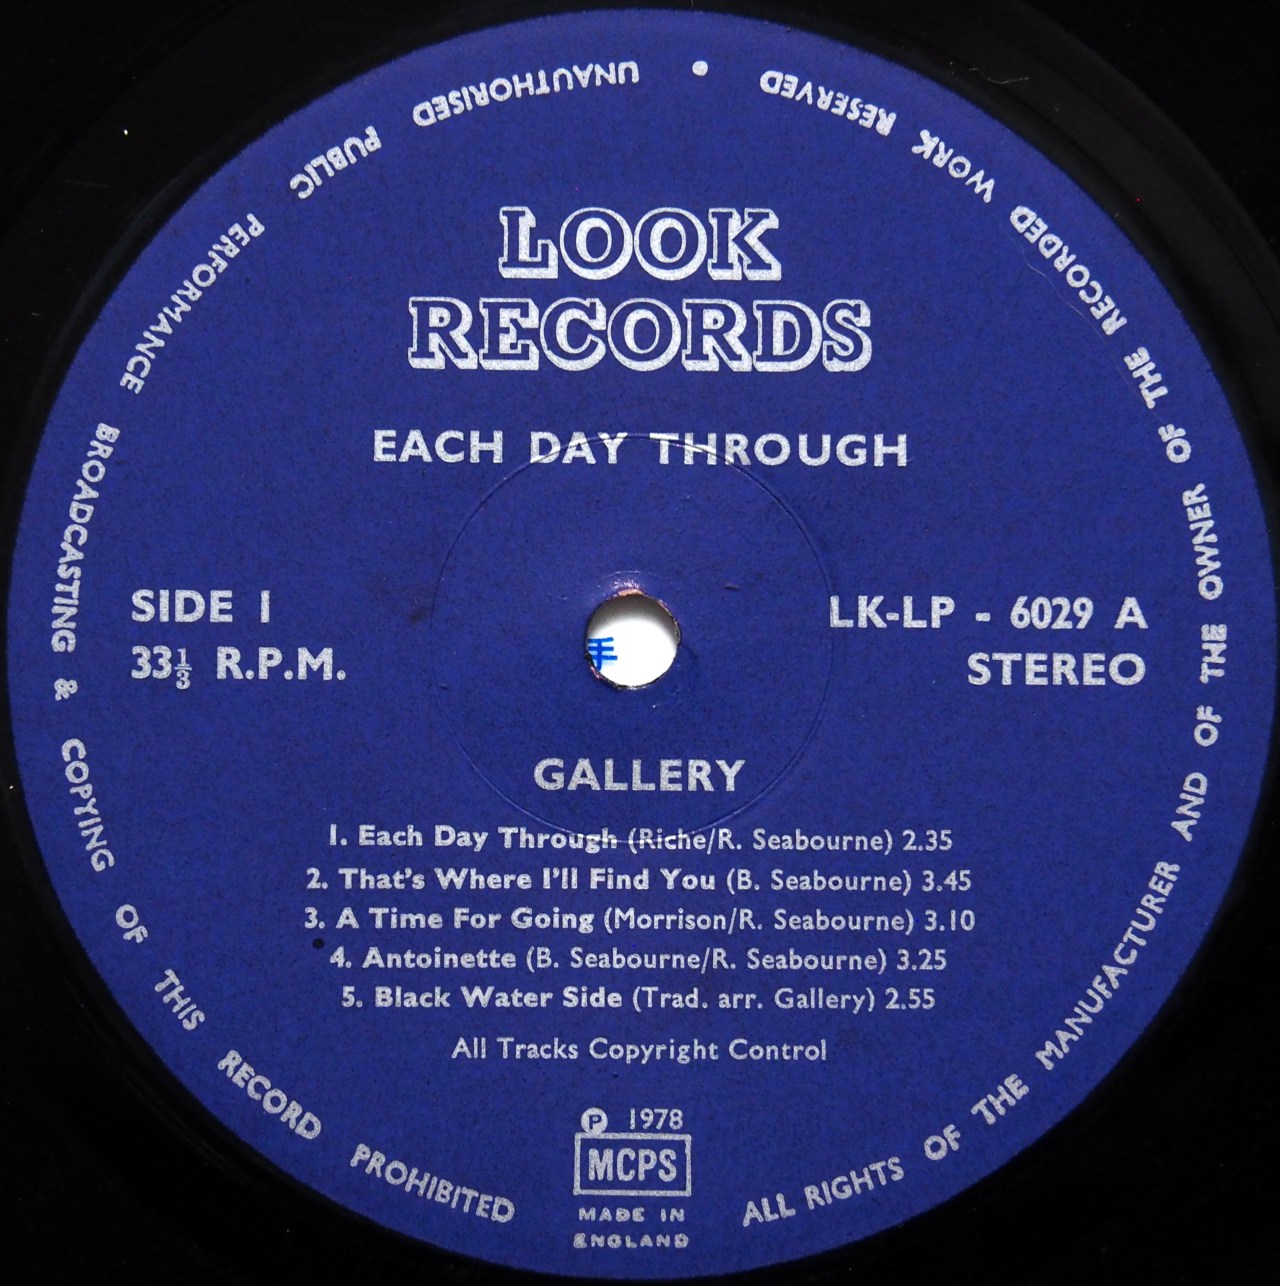 LOOK
RECORDS
EACH DAY THROUGH
SIDE 1
33⅓ R.P.M.
LK-LP - 6029 A
STEREO
GALLERY
1. Each Day Through (Riche/R. Seabourne) 2.35
2. That's Where I'll Find You (B. Seabourne) 3.45
3. A Time For Going (Morrison/R. Seabourne) 3.10
4. Antoinette (B. Seabourne/R. Seabourne) 3.25
5. Black Water Side (Trad. arr. Gallery) 2.55
All Tracks Copyright Control
℗ 1978
MCPS
MADE IN
ENGLAND
ALL RIGHTS OF THE MANUFACTURER AND OF THE OWNER OF THE RECORDED WORK RESERVED • UNAUTHORISED PUBLIC PERFORMANCE BROADCASTING & COPYING OF THIS RECORD PROHIBITED